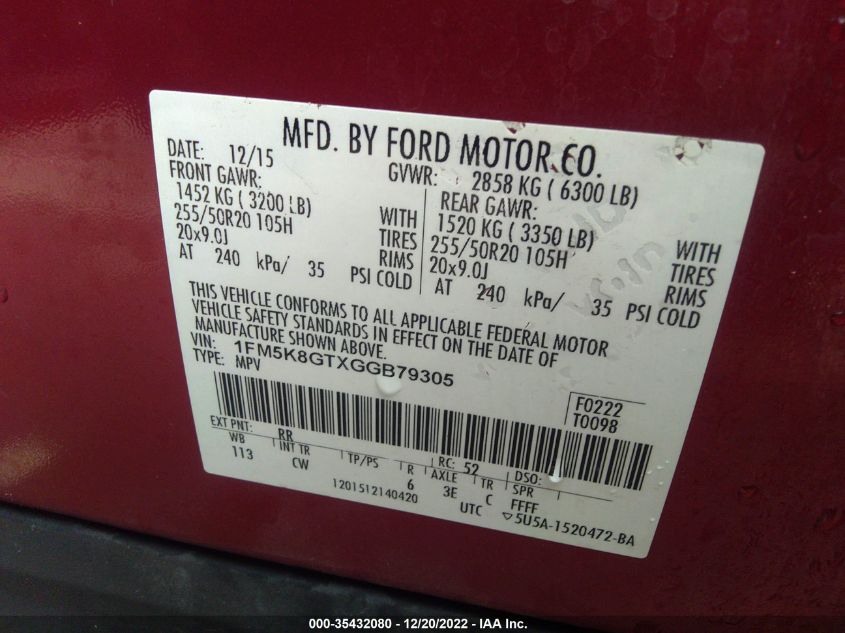 MFD. BY FORD MOTOR CO.
DATE: 12/15 GVWR: 2858 KG ( 6300 LB)
FRONT GAWR: REAR GAWR:
1452 KG ( 3200 LB) WITH 1520 KG ( 3350 LB) WITH
255/50R20 105H TIRES 255/50R20 105H TIRES
20x9.0J RIMS 20x9.0J RIMS
AT 240 kPa/ 35 PSI COLD AT 240 kPa/ 35 PSI COLD
THIS VEHICLE CONFORMS TO ALL APPLICABLE FEDERAL MOTOR
VEHICLE SAFETY STANDARDS IN EFFECT ON THE DATE OF
MANUFACTURE SHOWN ABOVE.
VIN: 1FM5K8GTXGGB79305
TYPE: MPV
F0222
T0098
EXT PNT: RR RC: 52 DSO:
WB INT TR TP/PS R AXLE TR SPR
113 CW 6 3E C FFFF
1201512140420 UTC ▽5U5A-1520472-BA
000-35432080 - 12/20/2022 - IAA Inc.